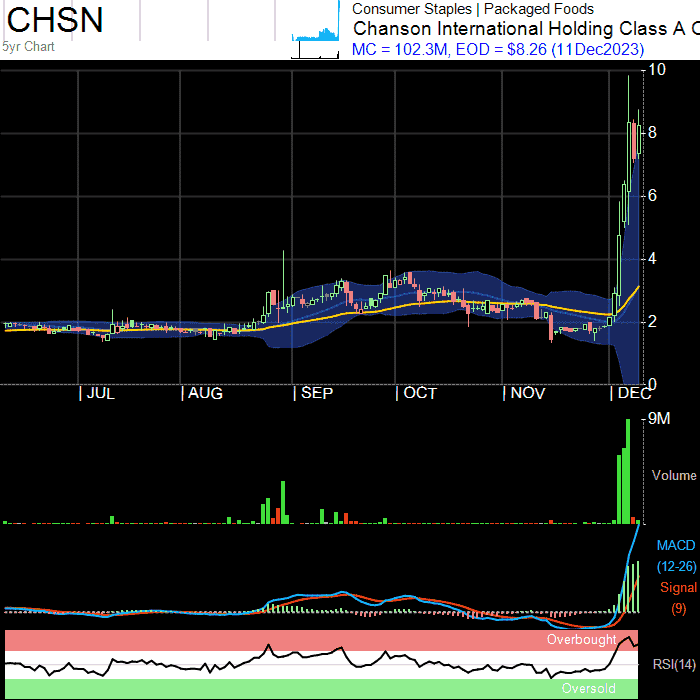 CHSN
5yr Chart
Consumer Staples | Packaged Foods
Chanson International Holding Class A O
MC = 102.3M, EOD = $8.26 (11Dec2023)
10
8
6
4
2
0
JUL AUG SEP OCT NOV DEC
9M
Volume
MACD
(12-26)
Signal
(9)
Overbought
RSI(14)
Oversold